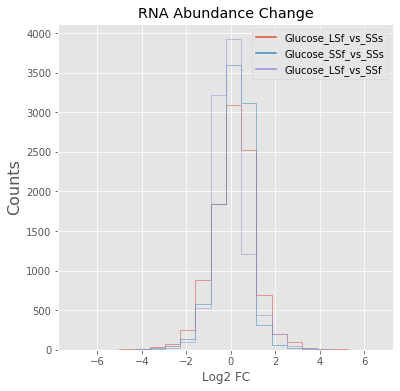 RNA Abundance Change
Glucose_LSf_vs_SSs
Glucose_SSf_vs_SSs
Glucose_LSf_vs_SSf
Counts
4000
3500
3000
2500
2000
1500
1000
500
0
−6 −4 −2 0 2 4 6
Log2 FC